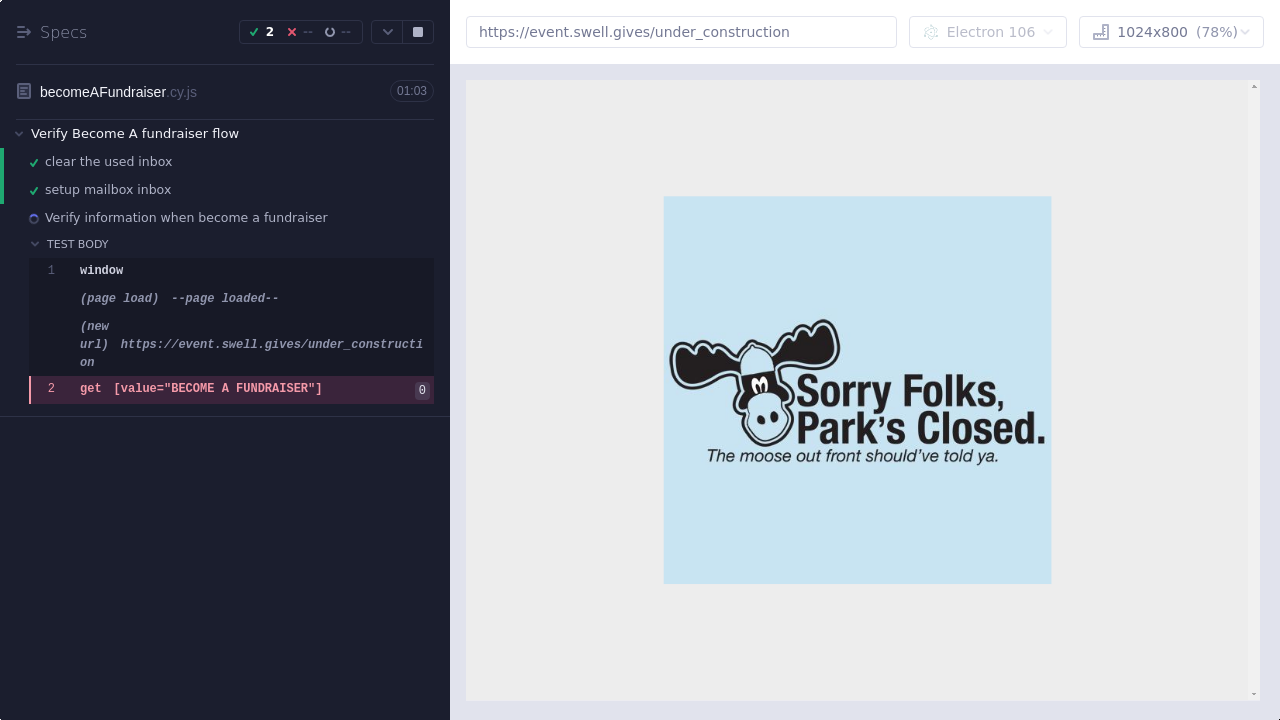 Specs
2
--
--
becomeAFundraiser.cy.js
01:03
Verify Become A fundraiser flow
clear the used inbox
setup mailbox inbox
Verify information when become a fundraiser
TEST BODY
1 window
(page load) --page loaded--
(new
url) https://event.swell.gives/under_constructi
on
2 get [value="BECOME A FUNDRAISER"] 0
https://event.swell.gives/under_construction
Electron 106
1024x800 (78%)
Sorry Folks,
Park's Closed.
The moose out front should've told ya.